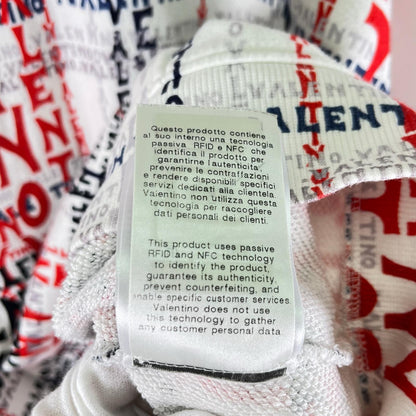 Questo prodotto contiene
al suo interno una tecnologia
passiva RFID e NFC che
identifica il prodotto per
garantirne l'autenticità,
prevenire le contraffazioni
e rendere disponibili specifici
servizi dedicati alla clientela.
Valentino non utilizza questa
tecnologia per raccogliere
dati personali dei clienti.
This product uses passive
RFID and NFC technology
to identify the product,
guarantee its authenticity,
prevent counterfeiting, and
enable specific customer services.
Valentino does not use
this technology to gather
any customer personal data
VALENTINO
VALENT